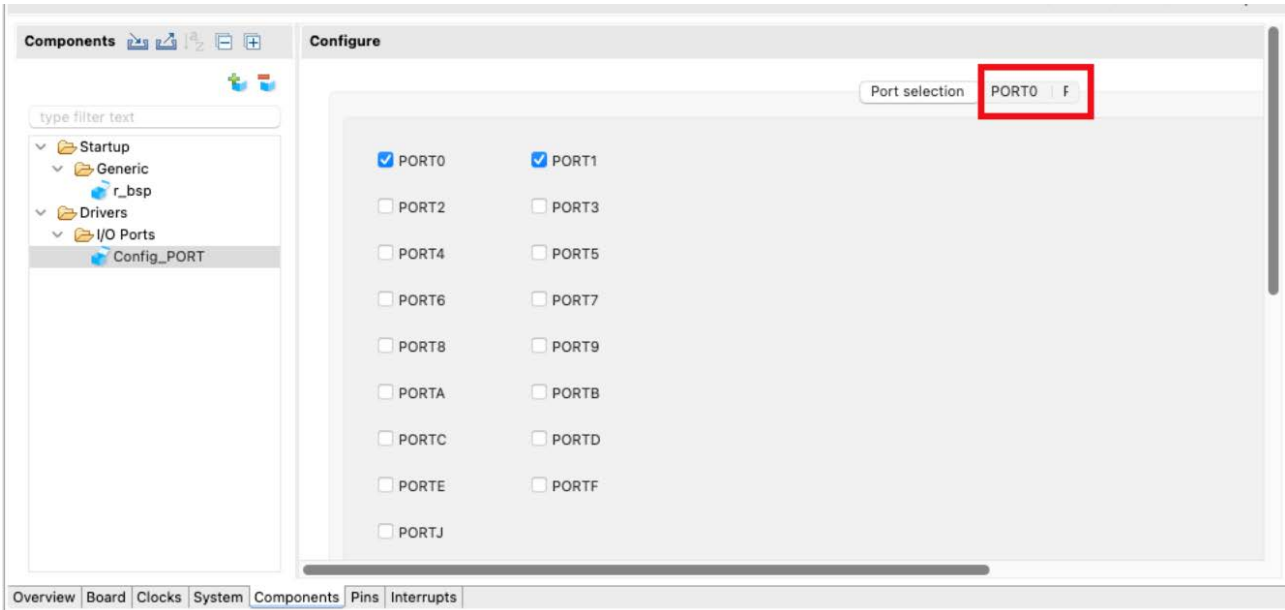 Components
Configure
Port selection PORT0 F
type filter text
Startup
Generic
r_bsp
Drivers
I/O Ports
Config_PORT
PORT0 PORT1
PORT2 PORT3
PORT4 PORT5
PORT6 PORT7
PORT8 PORT9
PORTA PORTB
PORTC PORTD
PORTE PORTF
PORTJ
Overview Board Clocks System Components Pins Interrupts